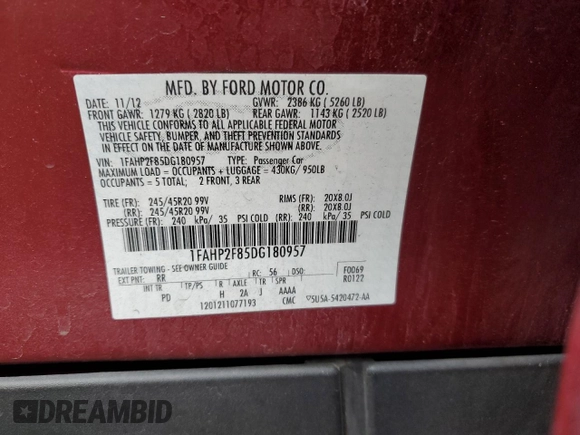 MFD. BY FORD MOTOR CO.
DATE: 11/12 GVWR: 2386 KG ( 5260 LB)
FRONT GAWR: 1279 KG ( 2820 LB) REAR GAWR: 1143 KG ( 2520 LB)
THIS VEHICLE CONFORMS TO ALL APPLICABLE FEDERAL MOTOR
VEHICLE SAFETY, BUMPER, AND THEFT PREVENTION STANDARDS
IN EFFECT ON THE DATE OF MANUFACTURE SHOWN ABOVE.
VIN: 1FAHP2F85DG180957 TYPE: Passenger Car
MAXIMUM LOAD = OCCUPANTS + LUGGAGE = 430KG / 950LB
OCCUPANTS = 5 TOTAL; 2 FRONT, 3 REAR
TIRE (FR): 245/45R20 99V RIMS (FR): 20X8.0J
(RR): 245/45R20 99V (RR): 20X8.0J
PRESSURE (FR): 240 kPa/ 35 PSI COLD (RR): 240 kPa/ 35 PSI COLD
1FAHP2F85DG180957
TRAILER TOWING - SEE OWNER GUIDE
EXT PNT: RR RC: 56 DSO: F0069
INT TR TP/PS R AXLE TR SPR R0122
PD H 2A J AAAA
1201211077193 CMC 5U5A-5420472-AA
DREAMBID